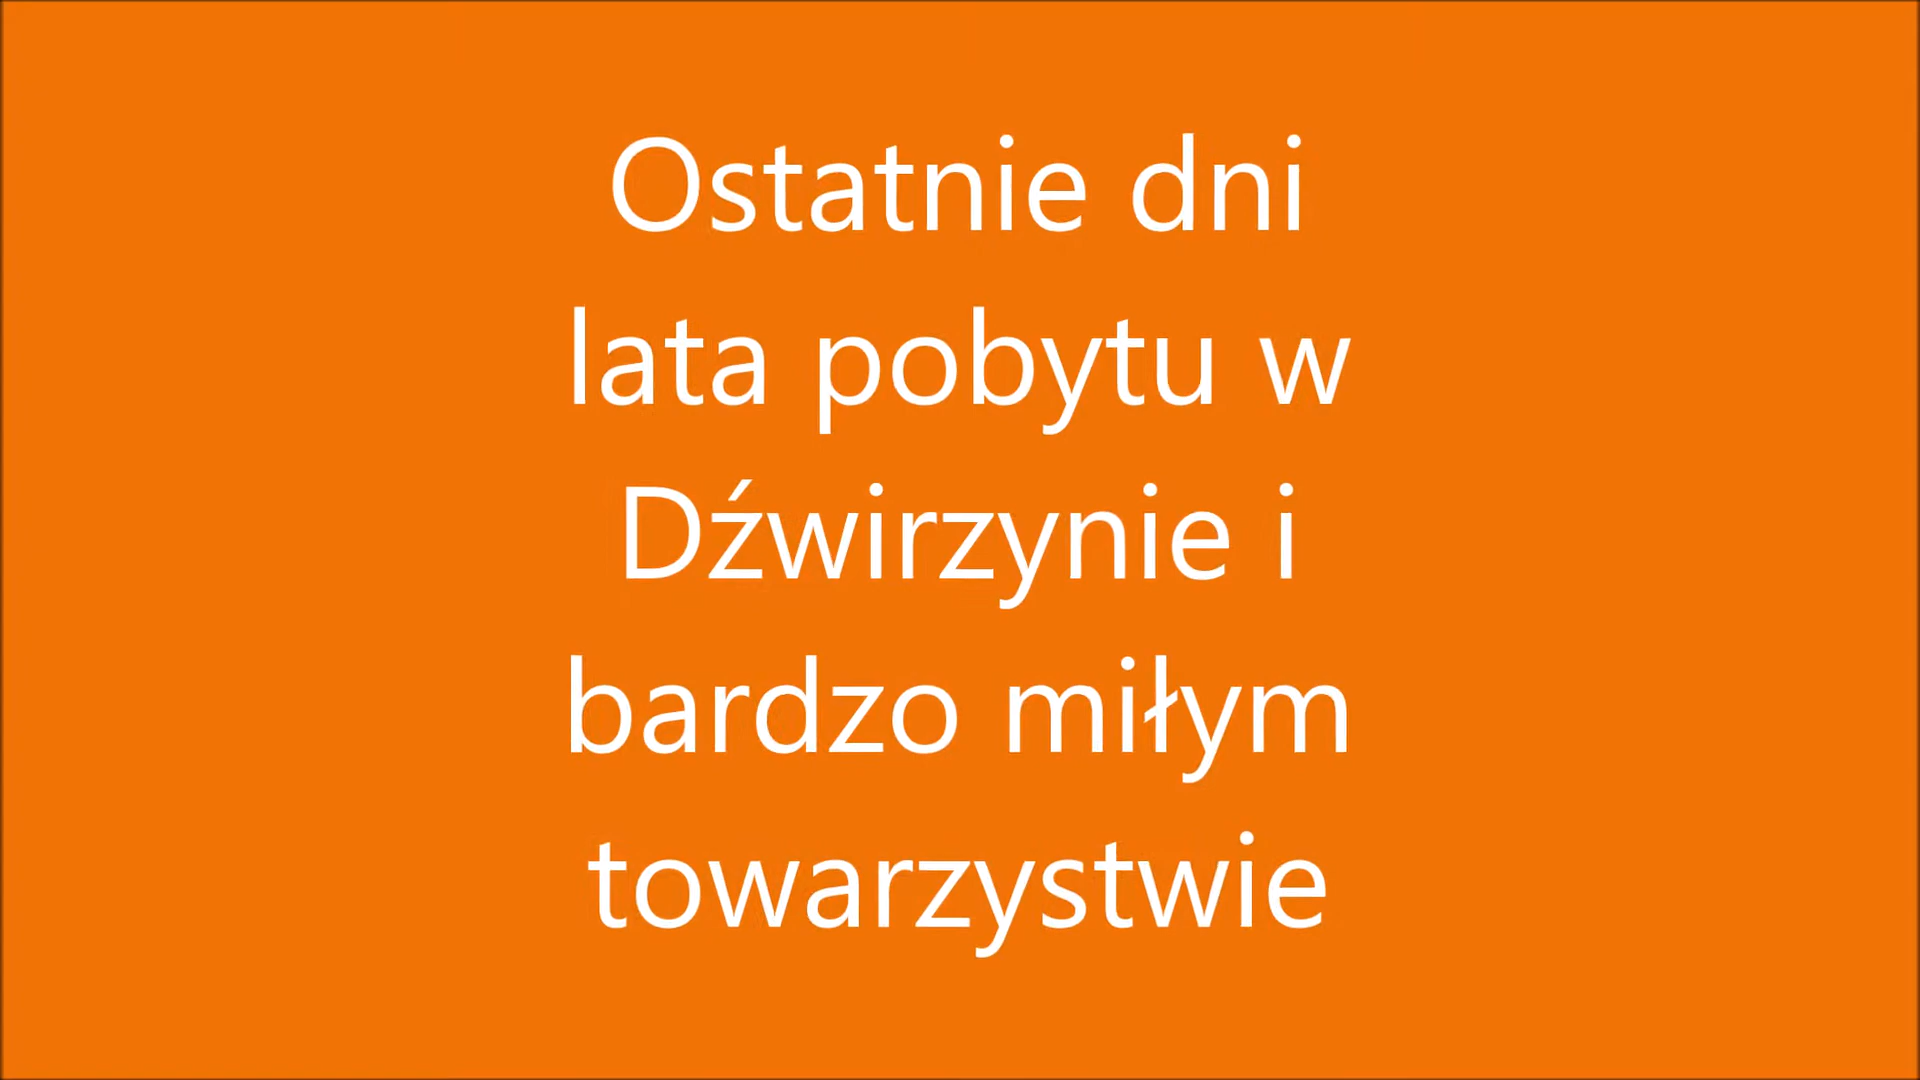 Ostatnie dni
lata pobytu w
Dźwirzynie i
bardzo miłym
towarzystwie